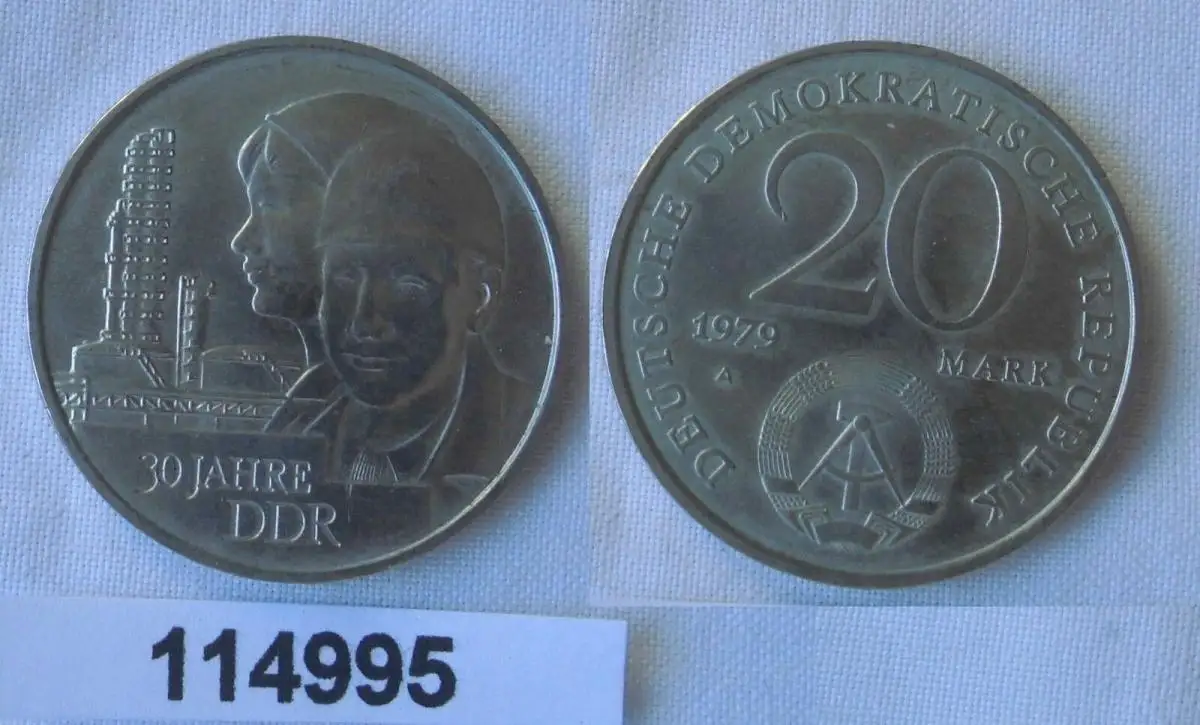 30 JAHRE
DDR
DEUTSCHE DEMOKRATISCHE REPUBLIK
20
1979
MARK
A
114995